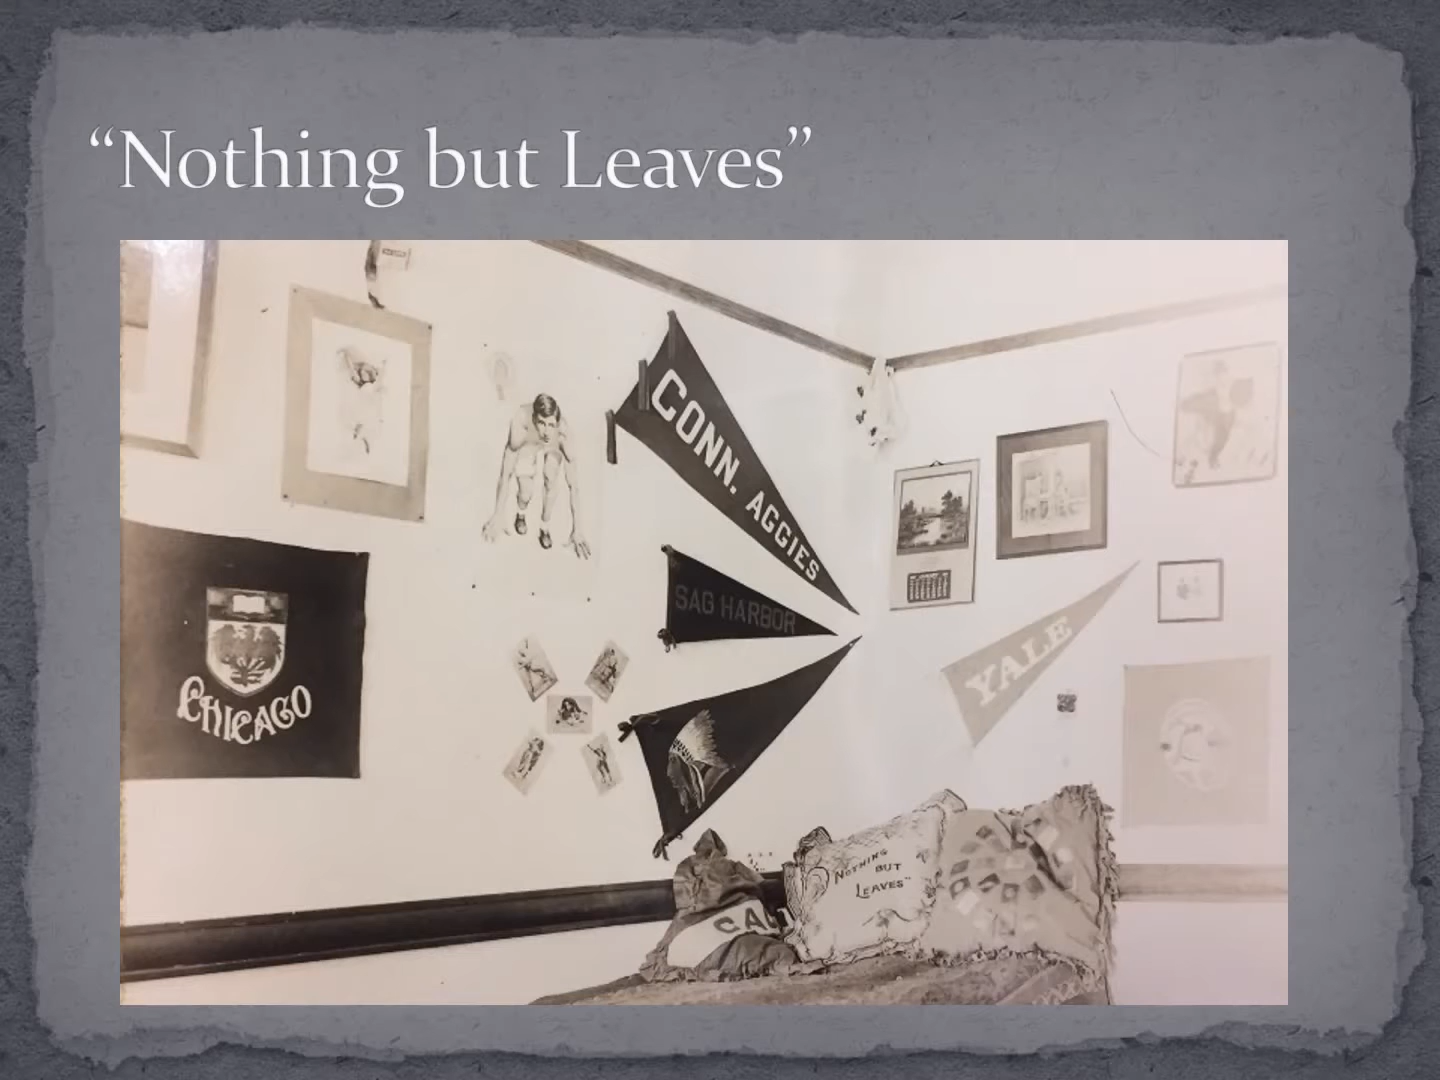 “Nothing but Leaves”
CONN. AGGIES
SAG HARBOR
CHICAGO
YALE
"NOTHING
BUT
LEAVES"